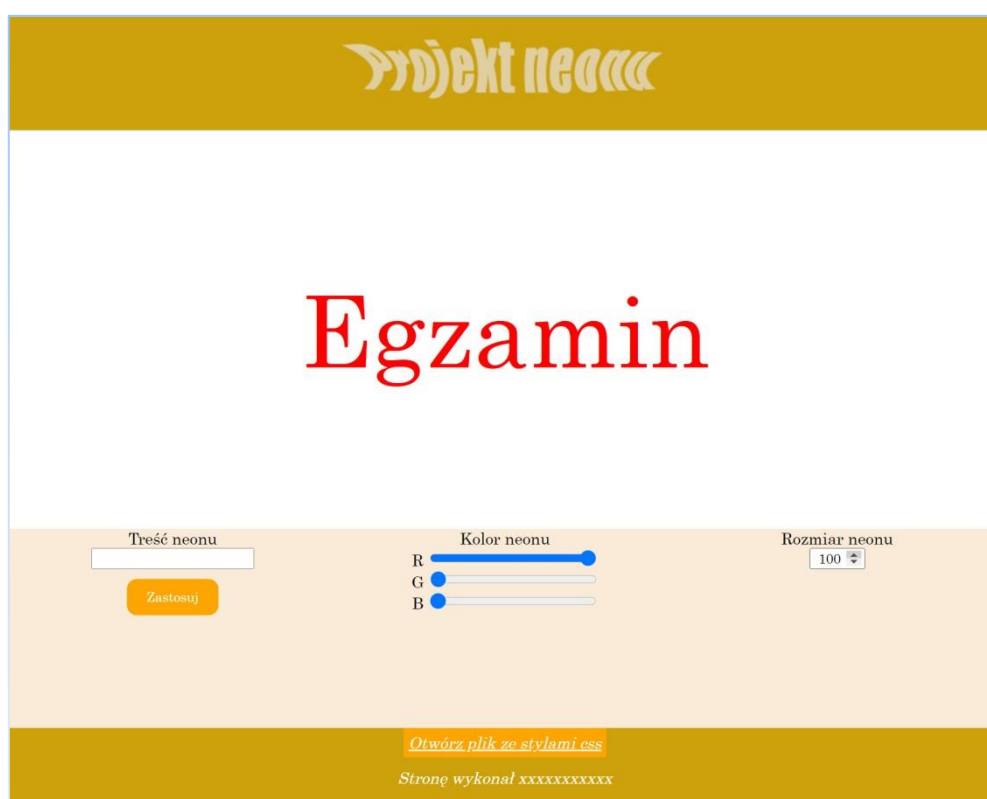 Projekt neonu
Egzamin
Treść neonu
Zastosuj
Kolor neonu
R
G
B
Rozmiar neonu
100
Otwórz plik ze stylami css
Stronę wykonał xxxxxxxxxxx